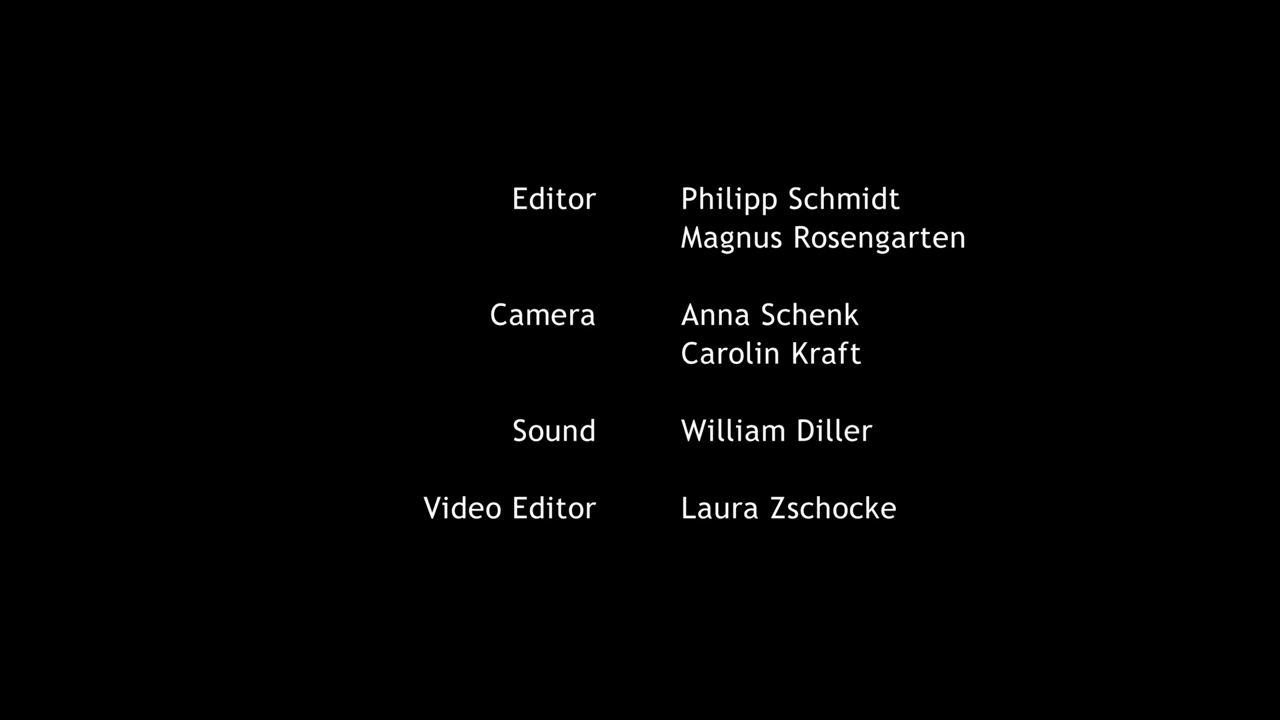 Editor Philipp Schmidt
Magnus Rosengarten
Camera Anna Schenk
Carolin Kraft
Sound William Diller
Video Editor Laura Zschocke